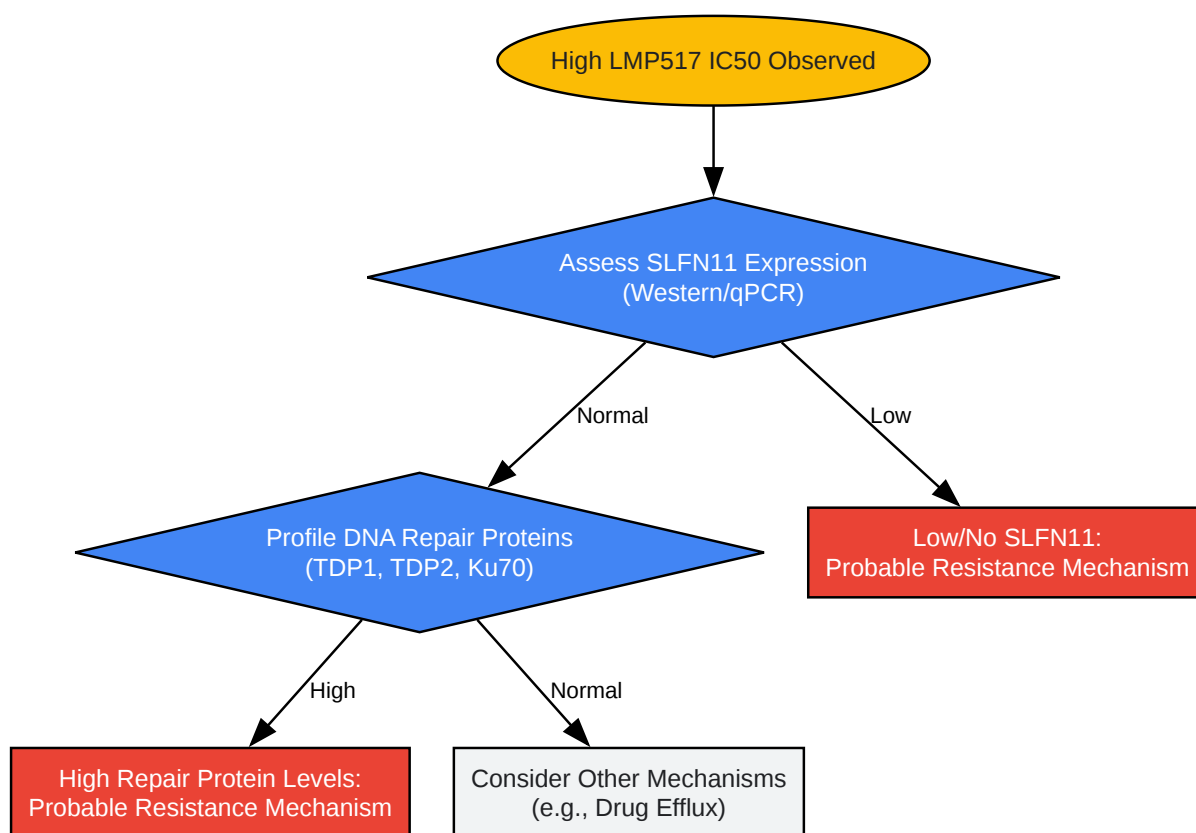 High LMP517 IC50 Observed
Assess SLFN11 Expression
(Western/qPCR)
Normal
Low
Profile DNA Repair Proteins
(TDP1, TDP2, Ku70)
Low/No SLFN11:
Probable Resistance Mechanism
High
Normal
High Repair Protein Levels:
Probable Resistance Mechanism
Consider Other Mechanisms
(e.g., Drug Efflux)